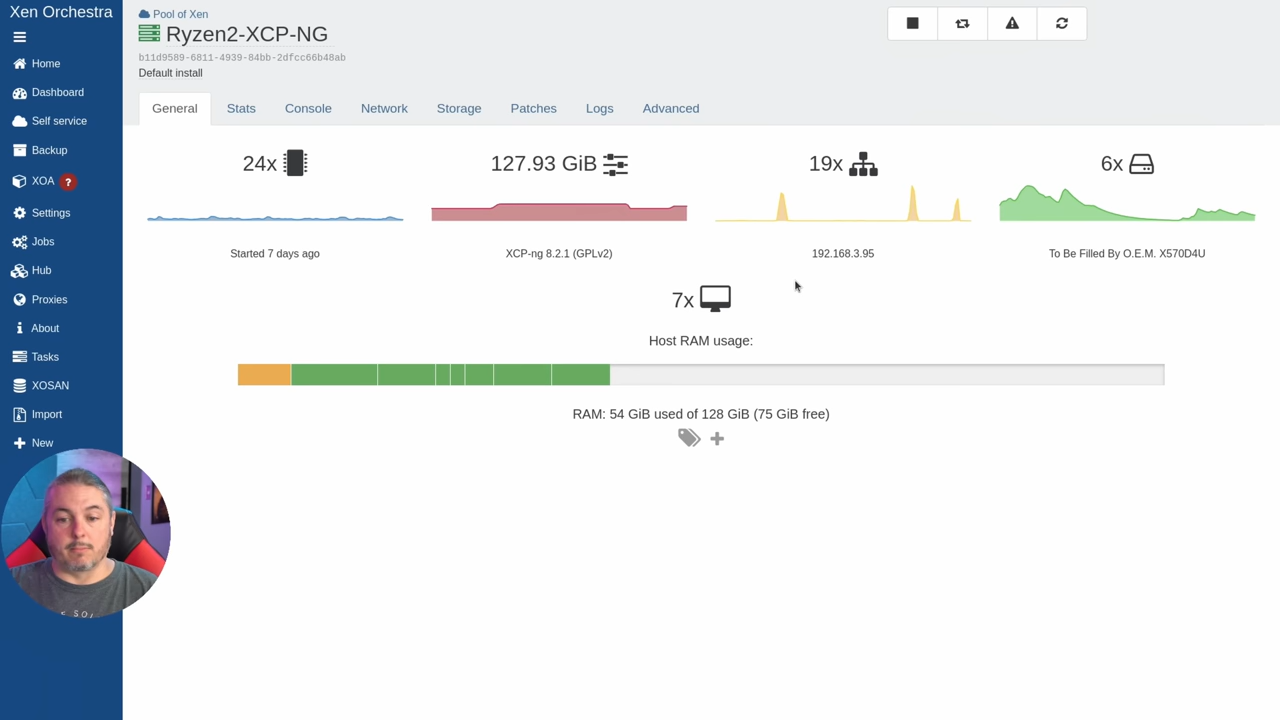 Xen Orchestra
Home
Dashboard
Self service
Backup
XOA ?
Settings
Jobs
Hub
Proxies
About
Tasks
XOSAN
Import
New
Pool of Xen
Ryzen2-XCP-NG
b11d9589-6811-4939-84bb-2dfcc66b48ab
Default install
General Stats Console Network Storage Patches Logs Advanced
24x 127.93 GiB 19x 6x
Started 7 days ago XCP-ng 8.2.1 (GPLv2) 192.168.3.95 To Be Filled By O.E.M. X570D4U
7x
Host RAM usage:
RAM: 54 GiB used of 128 GiB (75 GiB free)